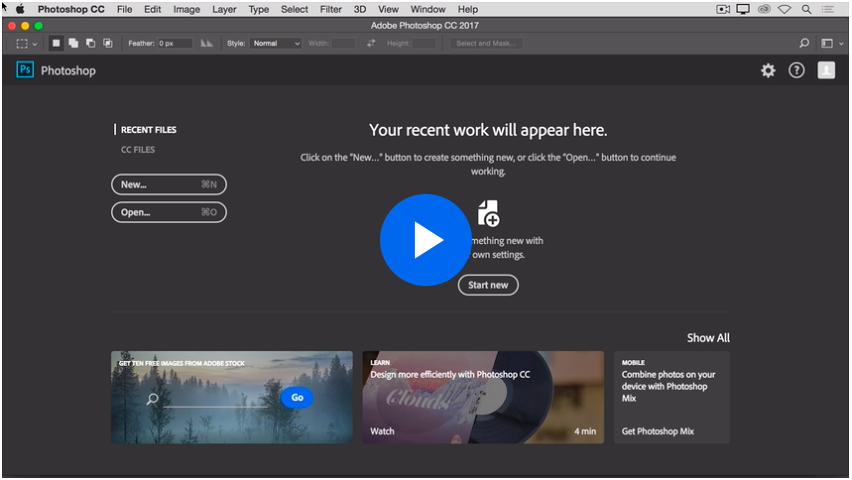 Photoshop CC File Edit Image Layer Type Select Filter 3D View Window Help
Adobe Photoshop CC 2017
Feather: 0 px Style: Normal Width: Height: Select and Mask...
Ps Photoshop
RECENT FILES
CC FILES
New... ⌘N
Open... ⌘O
Your recent work will appear here.
Click on the "New..." button to create something new, or click the "Open..." button to continue
working.
mething new with
own settings.
Start new
Show All
GET TEN FREE IMAGES FROM ADOBE STOCK
Go
LEARN
Design more efficiently with Photoshop CC
Clouds
Watch 4 min
MOBILE
Combine photos on your
device with Photoshop
Mix
Get Photoshop Mix